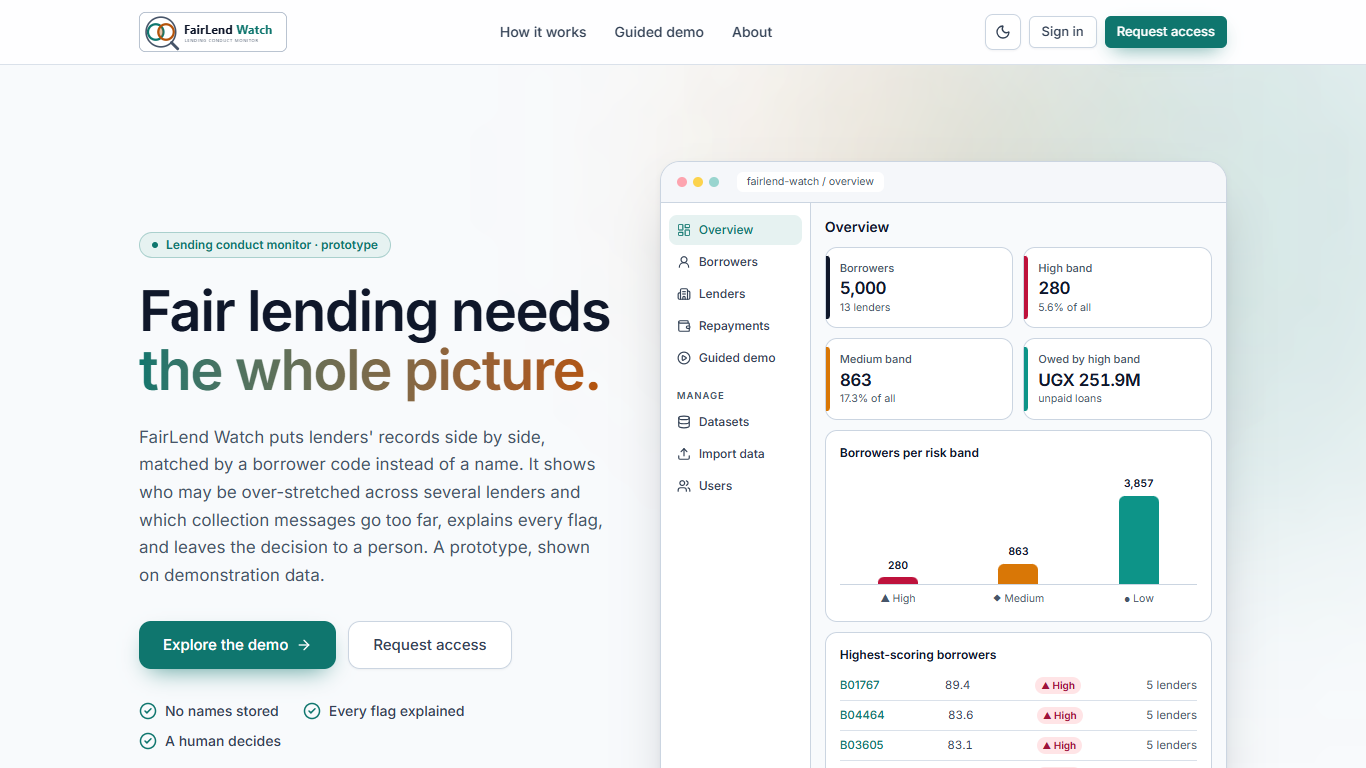 FairLend Watch
LENDING CONDUCT MONITOR
How it works
Guided demo
About
Sign in
Request access
Lending conduct monitor · prototype
Fair lending needs
the whole picture.
FairLend Watch puts lenders' records side by side,
matched by a borrower code instead of a name. It shows
who may be over-stretched across several lenders and
which collection messages go too far, explains every flag,
and leaves the decision to a person. A prototype, shown
on demonstration data.
Explore the demo →
Request access
No names stored
Every flag explained
A human decides
fairlend-watch / overview
Overview
Borrowers
Lenders
Repayments
Guided demo
MANAGE
Datasets
Import data
Users
Overview
Borrowers
5,000
13 lenders
High band
280
5.6% of all
Medium band
863
17.3% of all
Owed by high band
UGX 251.9M
unpaid loans
Borrowers per risk band
280
863
3,857
▲ High
◆ Medium
● Low
Highest-scoring borrowers
B01767 89.4 ▲ High 5 lenders
B04464 83.6 ▲ High 5 lenders
B03605 83.1 ▲ High 5 lenders